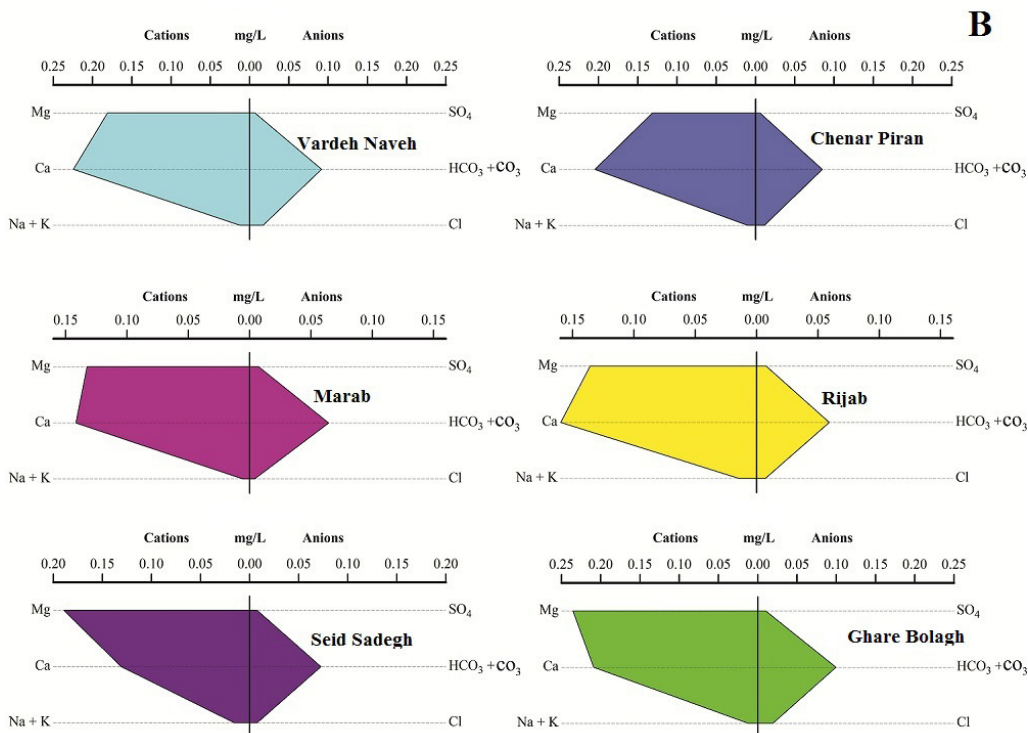 B
Cations mg/L Anions
0.25 0.20 0.15 0.10 0.05 0.00 0.05 0.10 0.15 0.20 0.25
Mg SO4
Vardeh Naveh
Ca HCO3 +CO3
Na + K Cl
Cations mg/L Anions
0.25 0.20 0.15 0.10 0.05 0.00 0.05 0.10 0.15 0.20 0.25
Mg SO4
Chenar Piran
Ca HCO3 +CO3
Na + K Cl
Cations mg/L Anions
0.15 0.10 0.05 0.00 0.05 0.10 0.15
Mg SO4
Marab
Ca HCO3 +CO3
Na + K Cl
Cations mg/L Anions
0.15 0.10 0.05 0.00 0.05 0.10 0.15
Mg SO4
Rijab
Ca HCO3 +CO3
Na + K Cl
Cations mg/L Anions
0.20 0.15 0.10 0.05 0.00 0.05 0.10 0.15 0.20
Mg SO4
Seid Sadegh
Ca HCO3 +CO3
Na + K Cl
Cations mg/L Anions
0.25 0.20 0.15 0.10 0.05 0.00 0.05 0.10 0.15 0.20 0.25
Mg SO4
Ghare Bolagh
Ca HCO3 +CO3
Na + K Cl